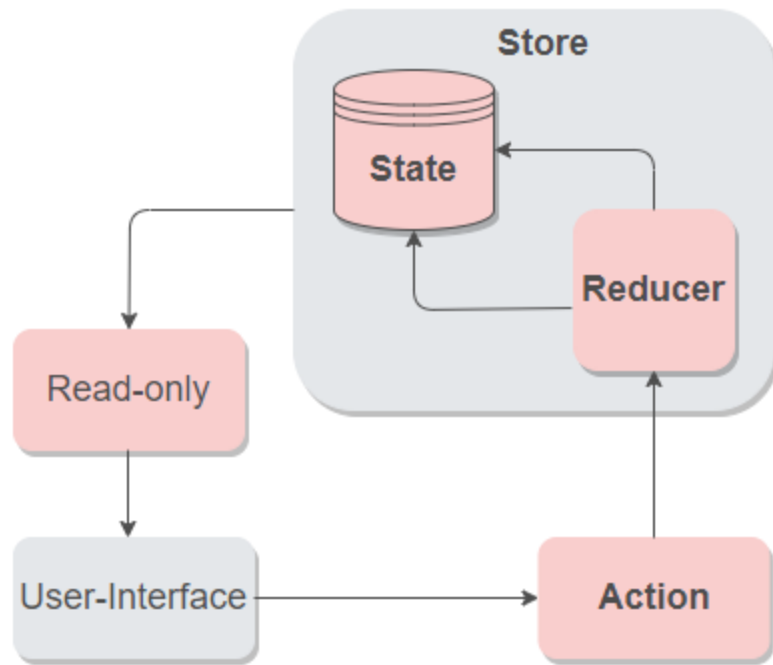 Store
State
Reducer
Read-only
User-Interface
Action